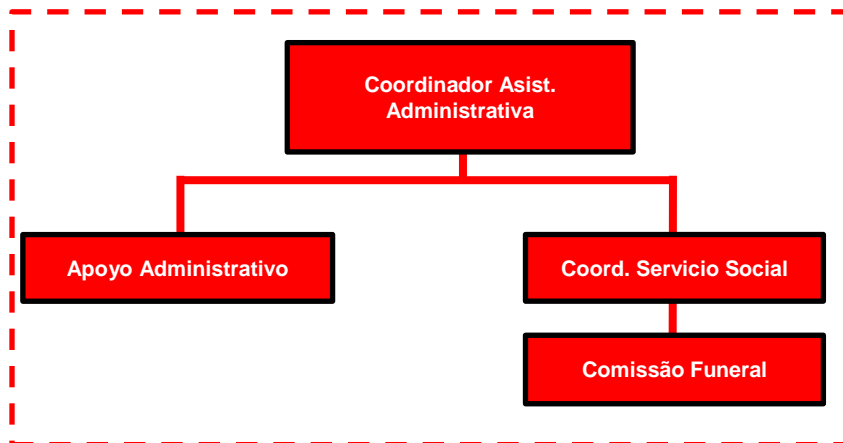 Coordinador Asist.
Administrativa
Apoyo Administrativo
Coord. Servicio Social
Comissão Funeral